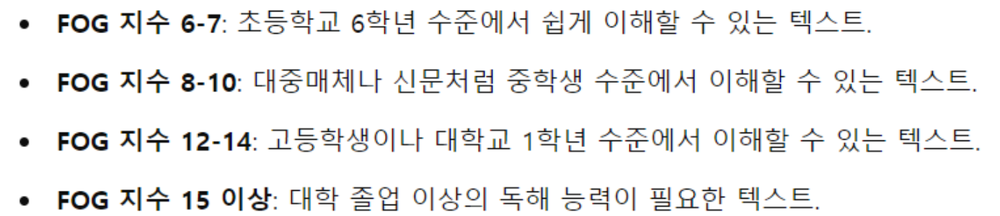 • FOG 지수 6-7: 초등학교 6학년 수준에서 쉽게 이해할 수 있는 텍스트.
• FOG 지수 8-10: 대중매체나 신문처럼 중학생 수준에서 이해할 수 있는 텍스트.
• FOG 지수 12-14: 고등학생이나 대학교 1학년 수준에서 이해할 수 있는 텍스트.
• FOG 지수 15 이상: 대학 졸업 이상의 독해 능력이 필요한 텍스트.